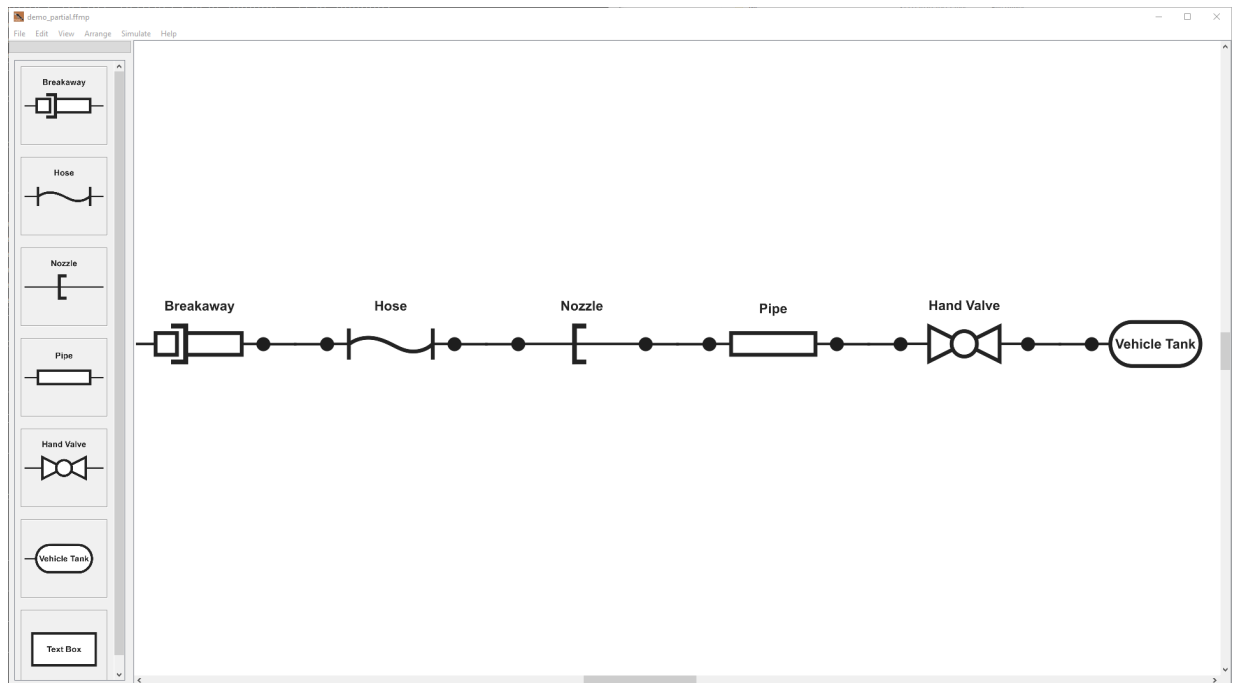 demo_partial.ffmp
File Edit View Arrange Simulate Help
Breakaway
Hose
Nozzle
Pipe
Hand Valve
Vehicle Tank
Text Box
Breakaway
Hose
Nozzle
Pipe
Hand Valve
Vehicle Tank